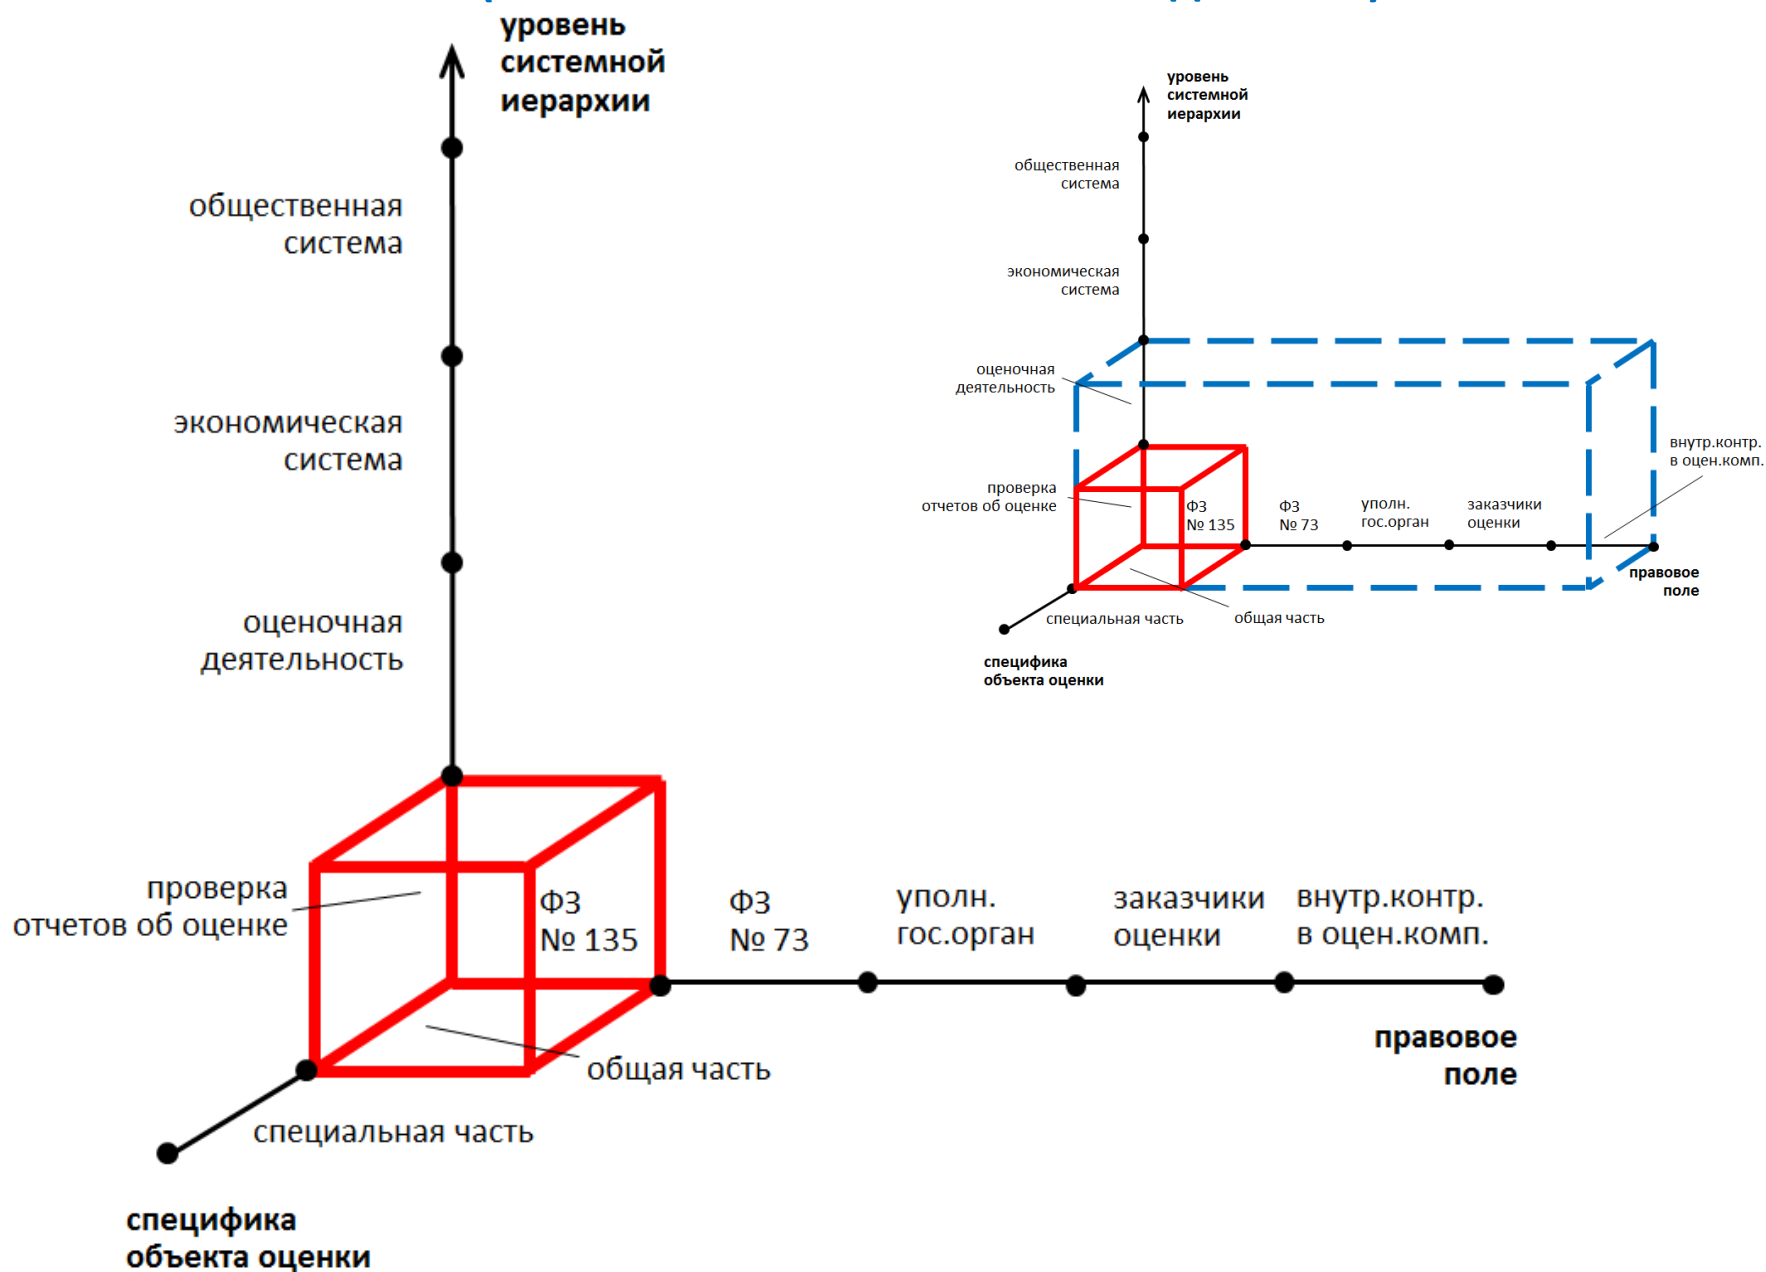 уровень
системной
иерархии
общественная
система
экономическая
система
оценочная
деятельность
проверка
отчетов об оценке
ФЗ
№ 135
ФЗ
№ 73
уполн.
гос.орган
заказчики
оценки
внутр.контр.
в оцен.комп.
правовое
поле
общая часть
специальная часть
специфика
объекта оценки
уровень
системной
иерархии
общественная
система
экономическая
система
оценочная
деятельность
внутр.контр.
в оцен.комп.
проверка
отчетов об оценке
ФЗ
№ 135
ФЗ
№ 73
уполн.
гос.орган
заказчики
оценки
правовое
поле
специальная часть
общая часть
специфика
объекта оценки